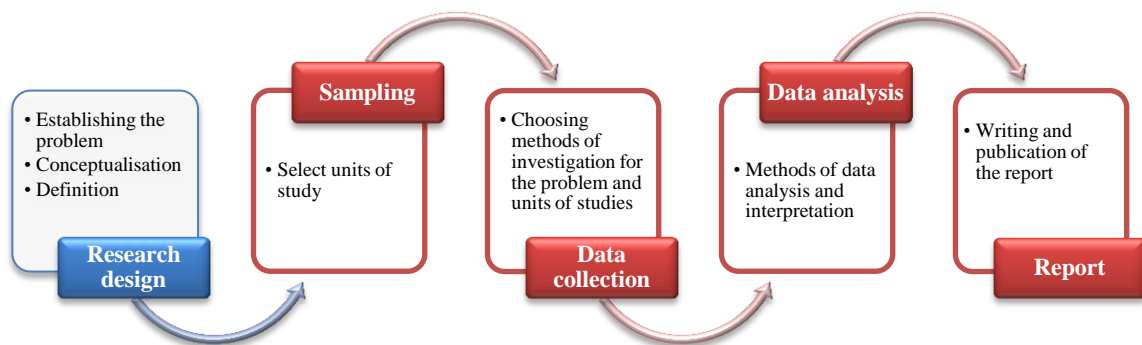 • Establishing the
problem
• Conceptualisation
• Definition
Research
design
Sampling
• Select units of
study
• Choosing
methods of
investigation for
the problem and
units of studies
Data
collection
Data analysis
• Methods of data
analysis and
interpretation
• Writing and
publication of
the report
Report